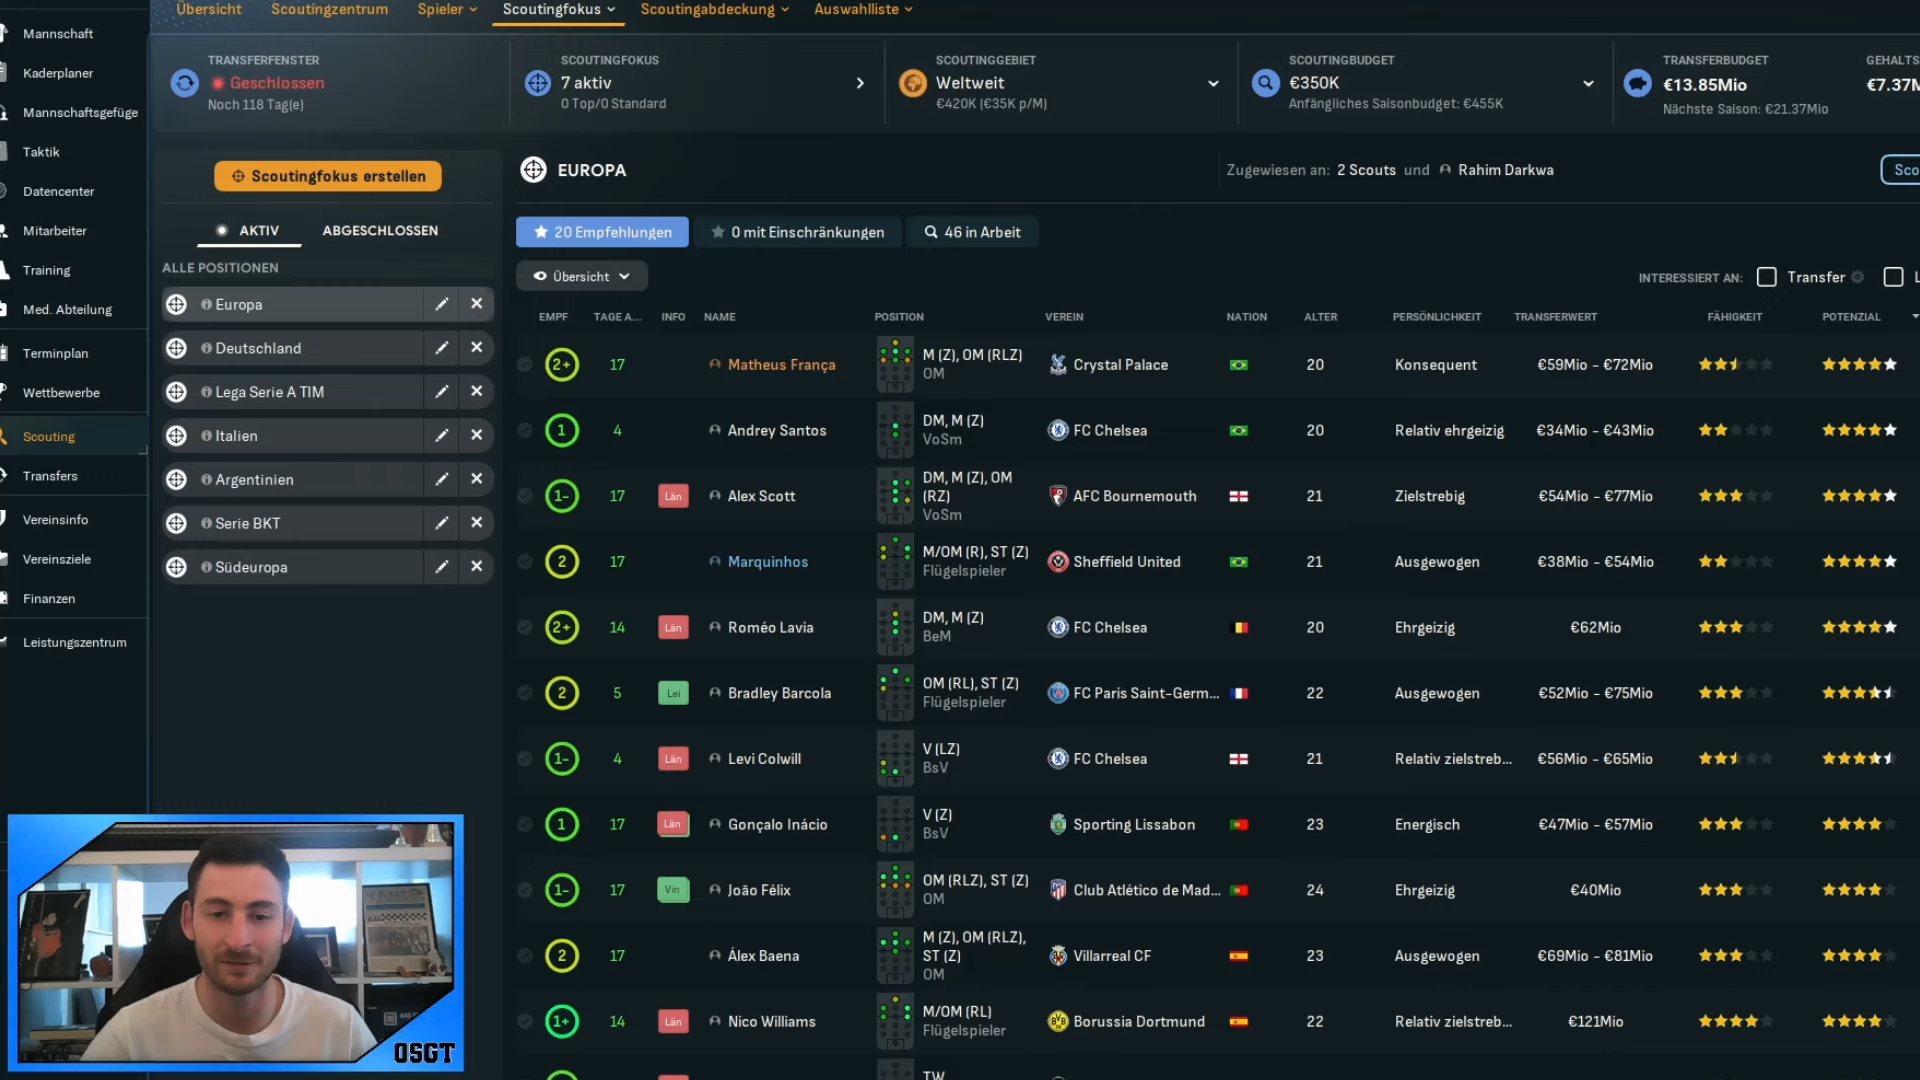 Übersicht
Scoutingzentrum
Spieler
Scoutingfokus
Scoutingabdeckung
Auswahlliste
Mannschaft
Kaderplaner
Mannschaftsgefüge
Taktik
Datencenter
Mitarbeiter
Training
Med. Abteilung
Terminplan
Wettbewerbe
Scouting
Transfers
Vereinsinfo
Vereinsziele
Finanzen
Leistungszentrum
TRANSFERFENSTER
Geschlossen
Noch 118 Tag(e)
SCOUTINGFOKUS
7 aktiv
0 Top/0 Standard
SCOUTINGGEBIET
Weltweit
€420K (€35K p/M)
SCOUTINGBUDGET
€350K
Anfängliches Saisonbudget: €455K
TRANSFERBUDGET
€13.85Mio
Nächste Saison: €21.37Mio
GEHALTS
€7.37M
Scoutingfokus erstellen
AKTIV
ABGESCHLOSSEN
ALLE POSITIONEN
Europa
Deutschland
Lega Serie A TIM
Italien
Argentinien
Serie BKT
Südeuropa
EUROPA
Zugewiesen an: 2 Scouts und Rahim Darkwa
Sco
20 Empfehlungen
0 mit Einschränkungen
46 in Arbeit
Übersicht
INTERESSIERT AN: Transfer L
EMPF TAGE A... INFO NAME POSITION VEREIN NATION ALTER PERSÖNLICHKEIT TRANSFERWERT FÄHIGKEIT POTENZIAL
2+ 17 Matheus França M (Z), OM (RLZ) Crystal Palace 20 Konsequent €59Mio - €72Mio
OM
1 4 Andrey Santos DM, M (Z) FC Chelsea 20 Relativ ehrgeizig €34Mio - €43Mio
VoSm
1- 17 Län Alex Scott DM, M (Z), OM (RZ) AFC Bournemouth 21 Zielstrebig €54Mio - €77Mio
VoSm
2 17 Marquinhos M/OM (R), ST (Z) Sheffield United 21 Ausgewogen €38Mio - €54Mio
Flügelspieler
2+ 14 Län Roméo Lavia DM, M (Z) FC Chelsea 20 Ehrgeizig €62Mio
BeM
2 5 Lei Bradley Barcola OM (RL), ST (Z) FC Paris Saint-Germ... 22 Ausgewogen €52Mio - €75Mio
Flügelspieler
1- 4 Län Levi Colwill V (LZ) FC Chelsea 21 Relativ zielstreb... €56Mio - €65Mio
BsV
1 17 Län Gonçalo Inácio V (Z) Sporting Lissabon 23 Energisch €47Mio - €57Mio
BsV
1- 17 Vin João Félix OM (RLZ), ST (Z) Club Atlético de Mad... 24 Ehrgeizig €40Mio
OM
2 17 Álex Baena M (Z), OM (RLZ), ST (Z) Villarreal CF 23 Ausgewogen €69Mio - €81Mio
OM
1+ 14 Län Nico Williams M/OM (RL) Borussia Dortmund 22 Relativ zielstreb... €121Mio
Flügelspieler
TW
OSGT